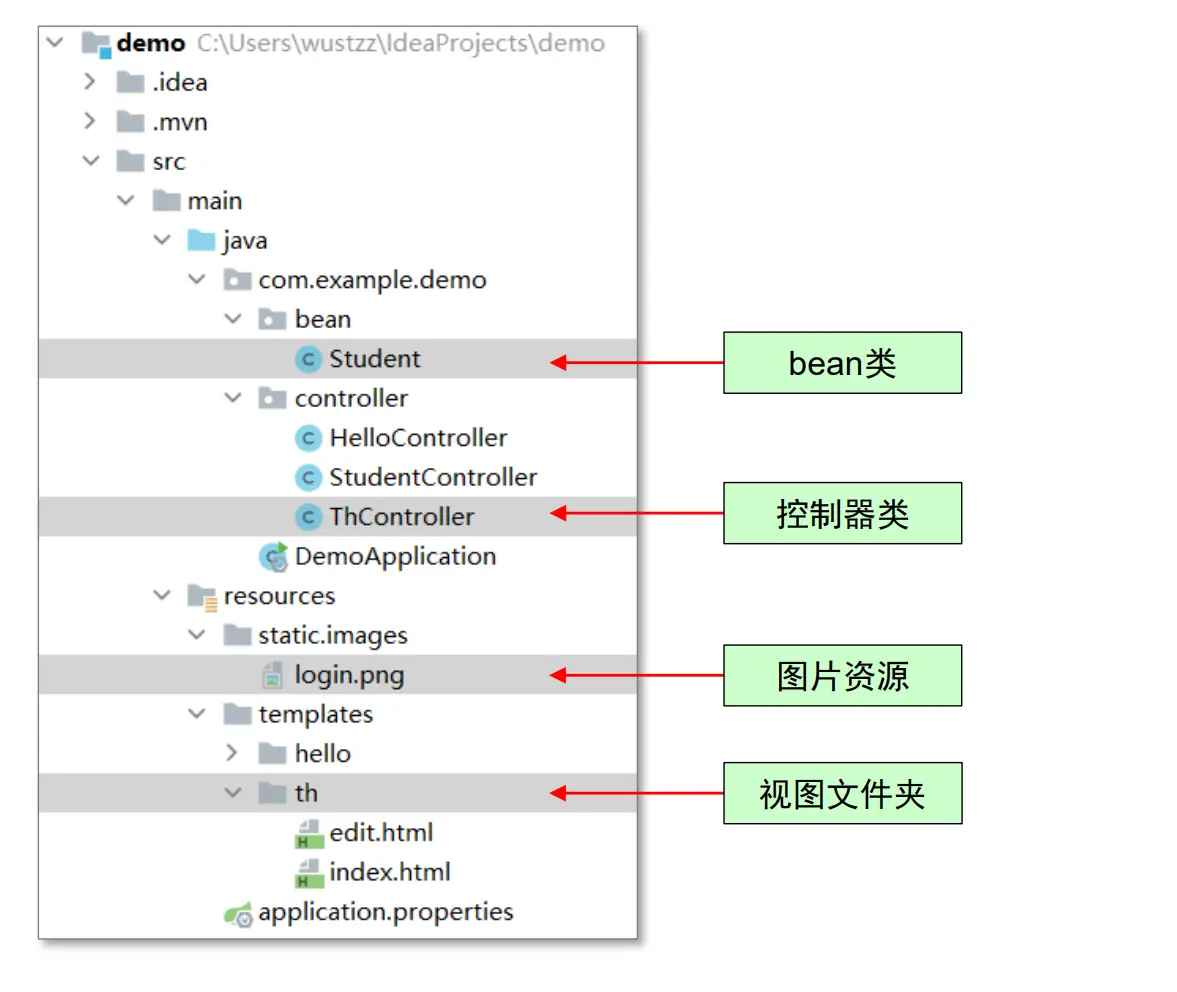 demo C:\Users\wustzz\IdeaProjects\demo
.idea
.mvn
src
main
java
com.example.demo
bean
Student
bean类
controller
HelloController
StudentController
ThController
控制器类
DemoApplication
resources
static.images
login.png
图片资源
templates
hello
th
视图文件夹
edit.html
index.html
application.properties